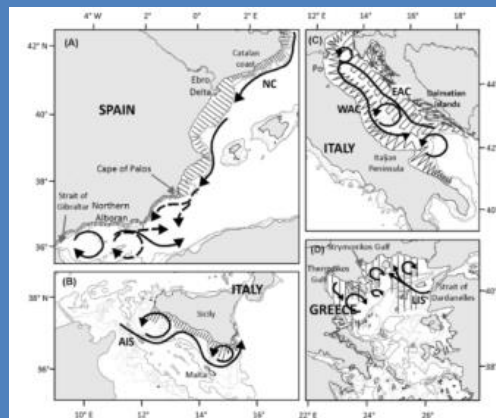 4° W 2° W 0° 2° E
42° N
(A)
Catalan
coast
NC
Ebro
Delta
40° N
SPAIN
Cape of Palos
38° N
Strait of
Gibraltar
Northern
Alboran
36° N
12° E 14° E 16° E 18° E
(C)
Po
44° N
EAC
Dalmatian
islands
WAC
42° N
ITALY
Italian
Peninsula
40° N
(B)
38° N
ITALY
Sicily
AIS
Malta
36° N
10° E 12° E 14° E 16° E
(D)
Strymonikos Gulf
Thermaikos
Gulf
40° N
Strait of
Dardanelles
LIS
GREECE
38° N
22° E 24° E 26° E